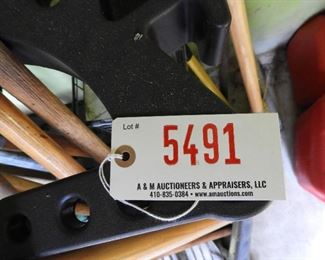 Lot #
5491
A & M AUCTIONEERS & APPRAISERS, LLC
410-835-0384 • www.amauctions.com